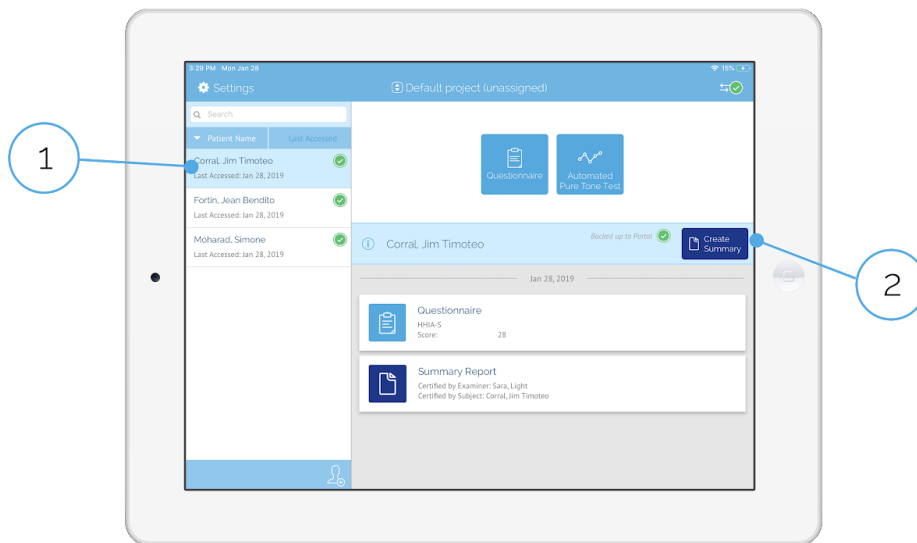 3:29 PM Mon Jan 28
15%
Settings
Default project (unassigned)
Search
Patient Name
Last Accessed
Corral, Jim Timoteo
Last Accessed: Jan 28, 2019
Fortin, Jean Bendito
Last Accessed: Jan 28, 2019
Moharad, Simone
Last Accessed: Jan 28, 2019
1
Questionnaire
Automated
Pure Tone Test
Corral, Jim Timoteo
Backed up to Portal
Create
Summary
2
Jan 28, 2019
Questionnaire
HHIA-S
Score: 28
Summary Report
Certified by Examiner: Sara, Light
Certified by Subject: Corral, Jim Timoteo